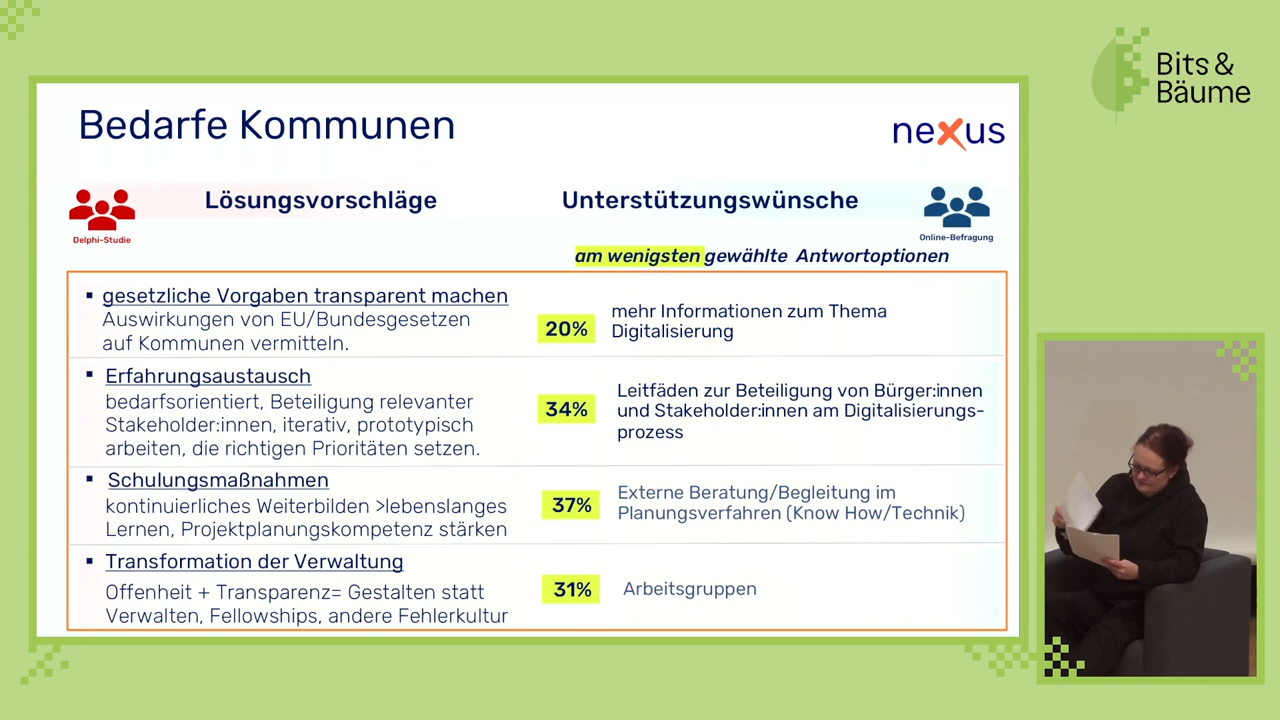 Bits &
Bäume
Bedarfe Kommunen
nexus
Lösungsvorschläge
Unterstützungswünsche
Delphi-Studie
Online-Befragung
am wenigsten gewählte Antwortoptionen
▪ gesetzliche Vorgaben transparent machen
Auswirkungen von EU/Bundesgesetzen
auf Kommunen vermitteln.
20%
mehr Informationen zum Thema
Digitalisierung
▪ Erfahrungsaustausch
bedarfsorientiert, Beteiligung relevanter
Stakeholder:innen, iterativ, prototypisch
arbeiten, die richtigen Prioritäten setzen.
34%
Leitfäden zur Beteiligung von Bürger:innen
und Stakeholder:innen am Digitalisierungs-
prozess
▪ Schulungsmaßnahmen
kontinuierliches Weiterbilden >lebenslanges
Lernen, Projektplanungskompetenz stärken
37%
Externe Beratung/Begleitung im
Planungsverfahren (Know How/Technik)
▪ Transformation der Verwaltung
Offenheit + Transparenz= Gestalten statt
Verwalten, Fellowships, andere Fehlerkultur
31%
Arbeitsgruppen